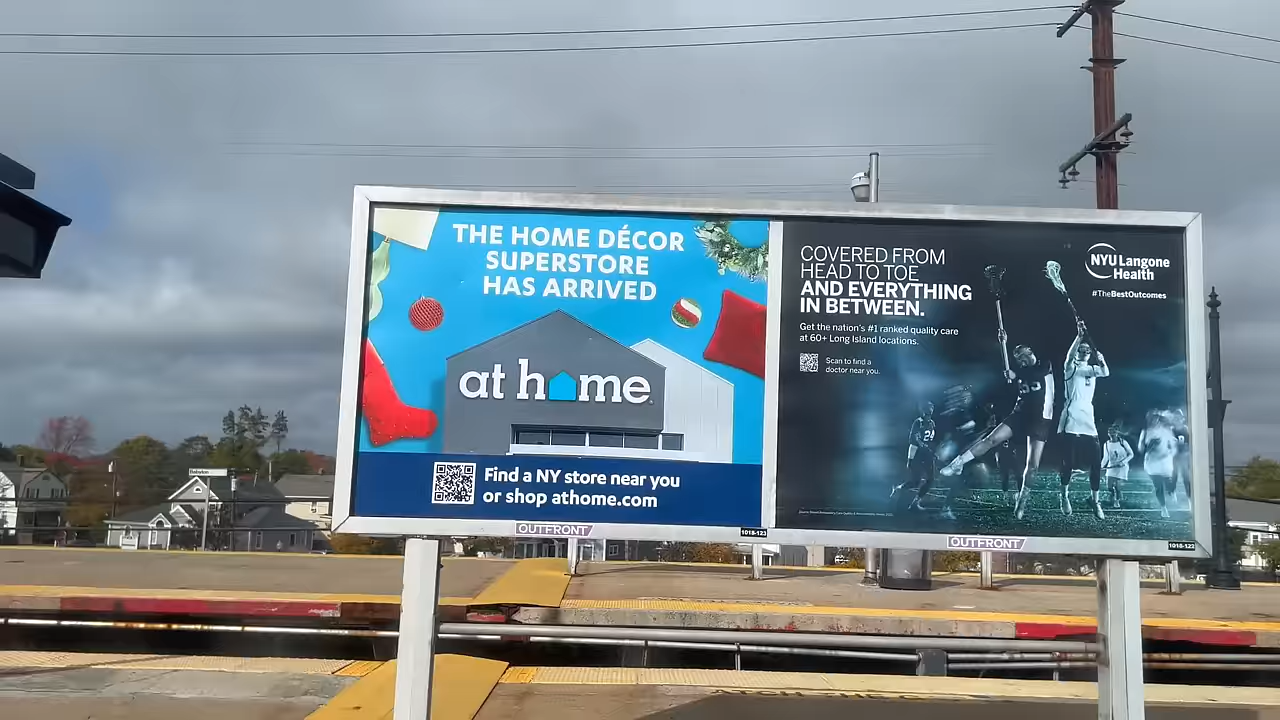 THE HOME DÉCOR
SUPERSTORE
HAS ARRIVED
at home.
Find a NY store near you
or shop athome.com
OUTFRONT
1018-123
COVERED FROM
HEAD TO TOE
AND EVERYTHING
IN BETWEEN.
Get the nation's #1 ranked quality care
at 60+ Long Island locations.
Scan to find a
doctor near you.
NYU Langone
Health
#TheBestOutcomes
24
OUTFRONT
1018-122
Babylon